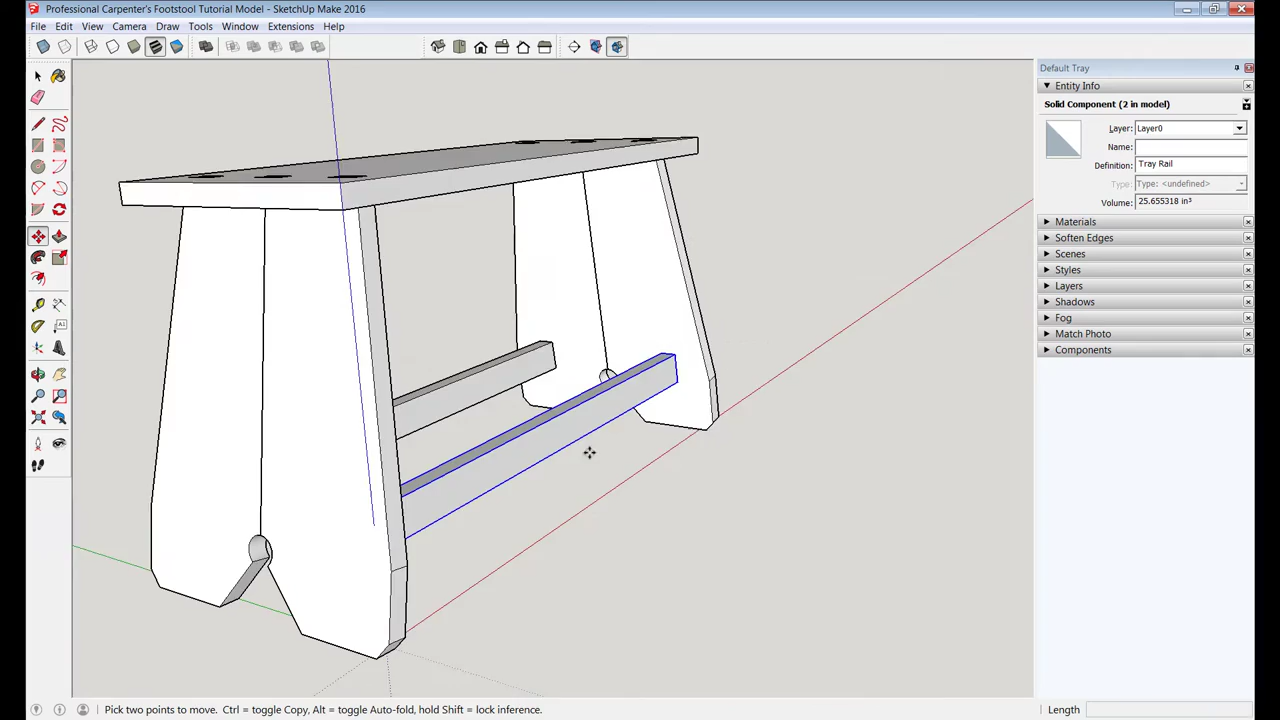 Professional Carpenter's Footstool Tutorial Model - SketchUp Make 2016
File Edit View Camera Draw Tools Window Extensions Help
Default Tray
Entity Info
Solid Component (2 in model)
Layer: Layer0
Name:
Definition: Tray Rail
Type: Type: <undefined>
Volume: 25.655318 in³
Materials
Soften Edges
Scenes
Styles
Layers
Shadows
Fog
Match Photo
Components
Pick two points to move. Ctrl = toggle Copy, Alt = toggle Auto-fold, hold Shift = lock inference.
Length